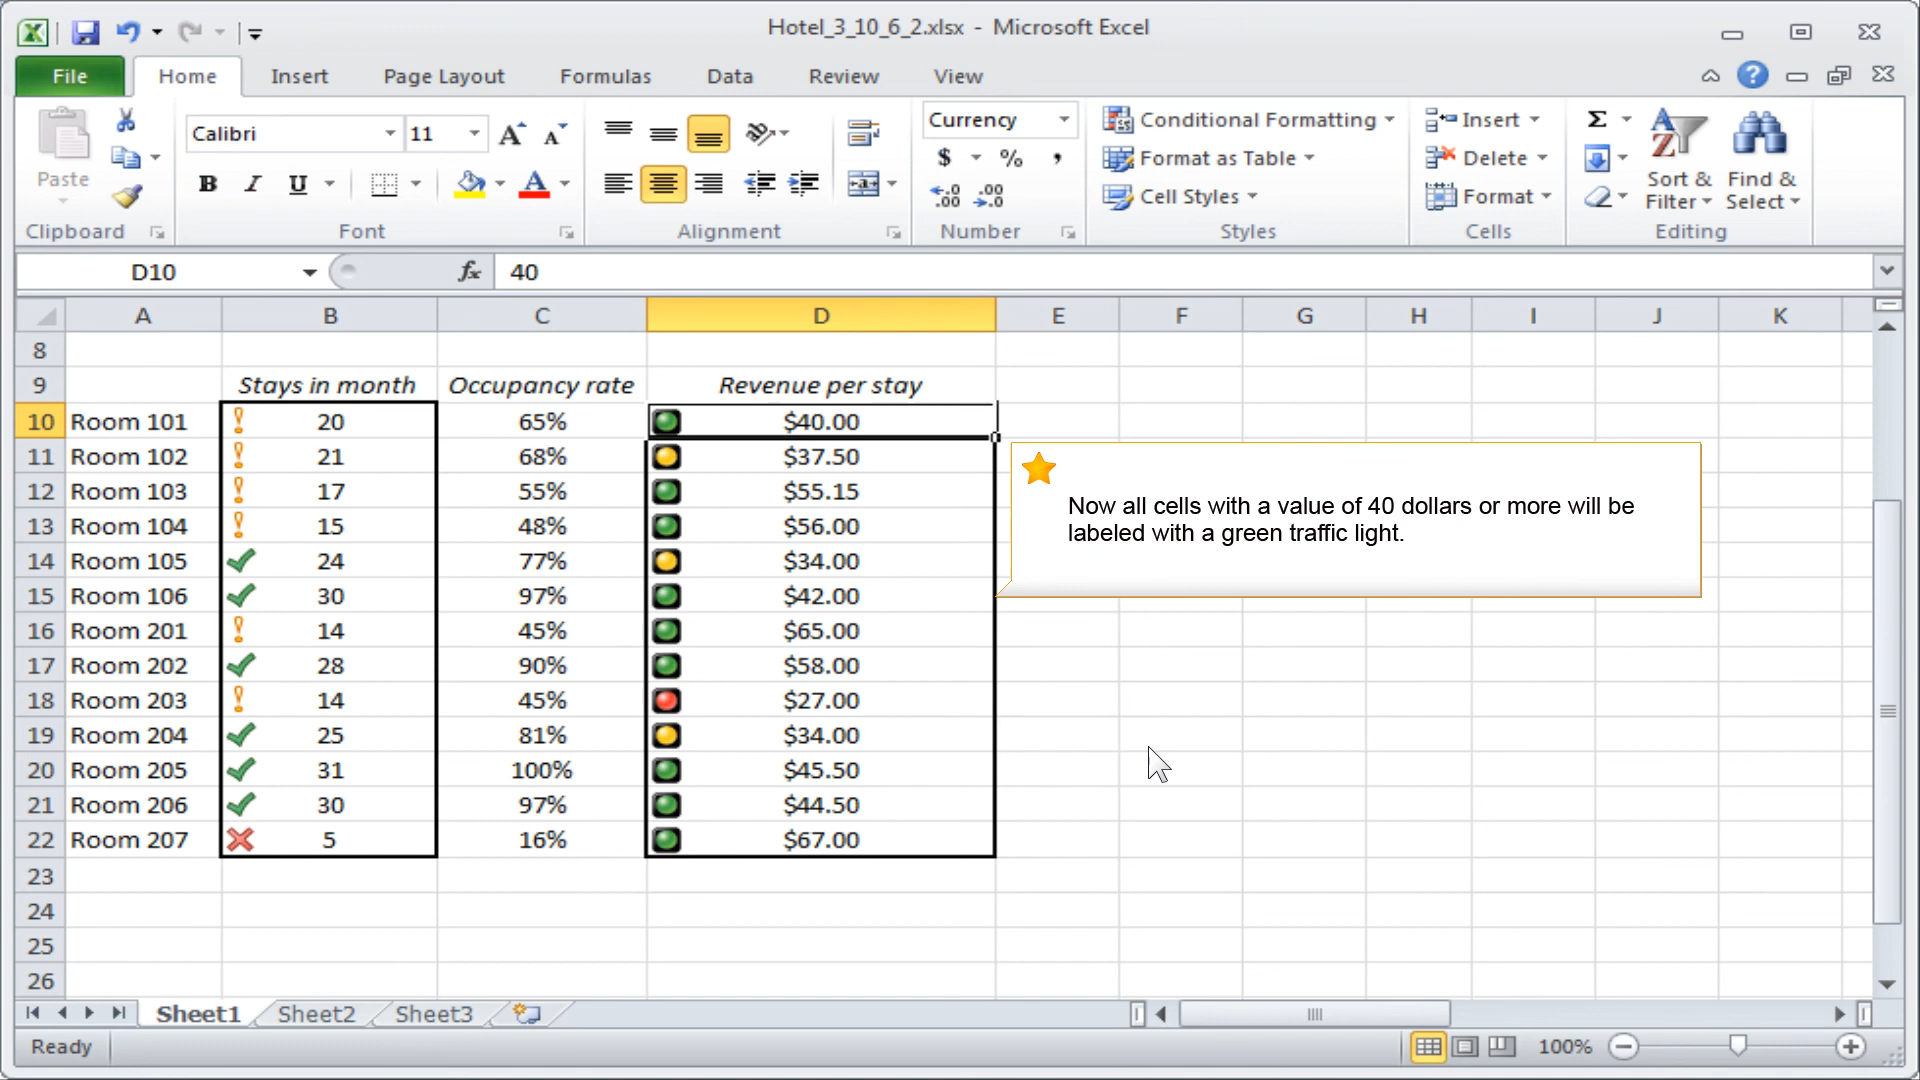 Hotel_3_10_6_2.xlsx - Microsoft Excel
File Home Insert Page Layout Formulas Data Review View
Paste
Clipboard
Calibri 11
B I U A
Font
Alignment
Currency
$ % ,
Number
Conditional Formatting
Format as Table
Cell Styles
Styles
Insert
Delete
Format
Cells
Σ
Sort & Filter
Find & Select
Editing
D10 fx 40
A B C D E F G H I J K
8
9 Stays in month Occupancy rate Revenue per stay
10 Room 101 20 65% $40.00
11 Room 102 21 68% $37.50
12 Room 103 17 55% $55.15
13 Room 104 15 48% $56.00
14 Room 105 24 77% $34.00
15 Room 106 30 97% $42.00
16 Room 201 14 45% $65.00
17 Room 202 28 90% $58.00
18 Room 203 14 45% $27.00
19 Room 204 25 81% $34.00
20 Room 205 31 100% $45.50
21 Room 206 30 97% $44.50
22 Room 207 5 16% $67.00
23
24
25
26
Now all cells with a value of 40 dollars or more will be
labeled with a green traffic light.
Sheet1 Sheet2 Sheet3
Ready 100%